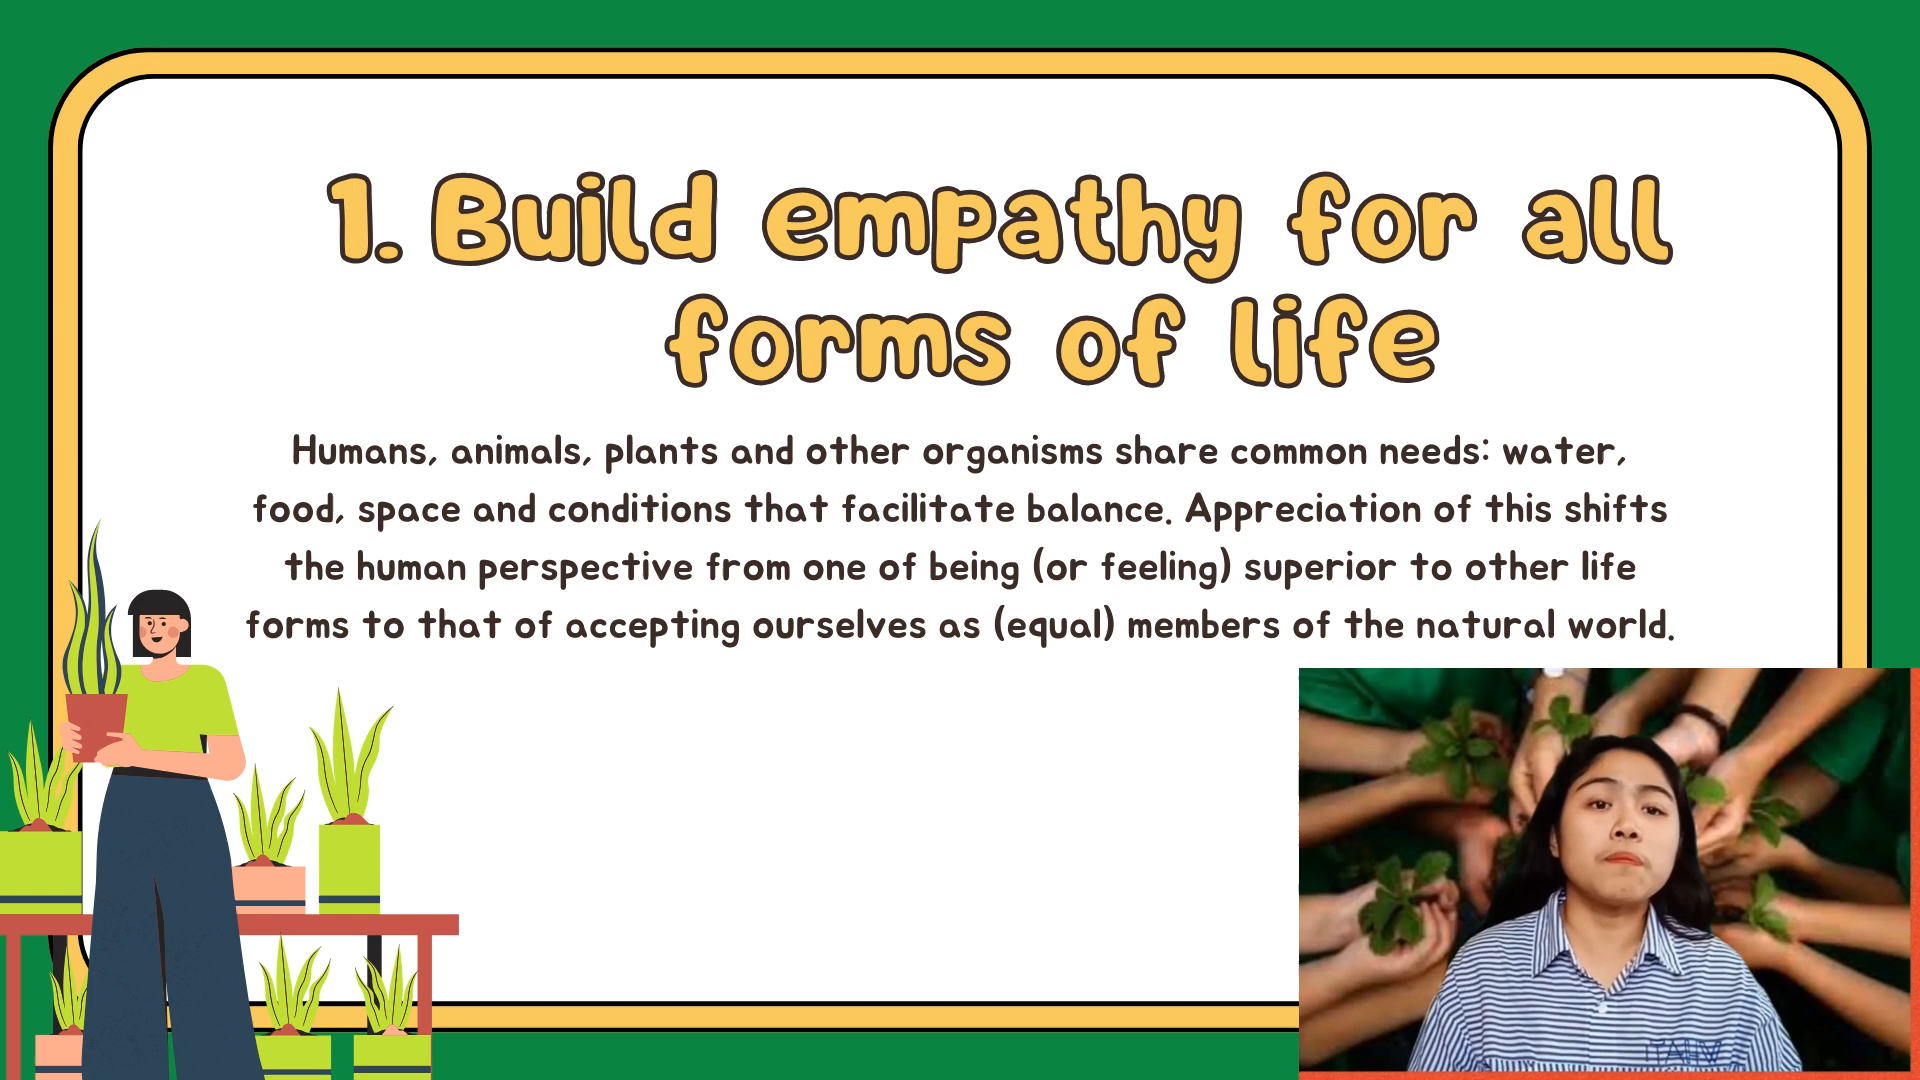 1. Build empathy for all
forms of life
Humans, animals, plants and other organisms share common needs: water,
food, space and conditions that facilitate balance. Appreciation of this shifts
the human perspective from one of being (or feeling) superior to other life
forms to that of accepting ourselves as (equal) members of the natural world.